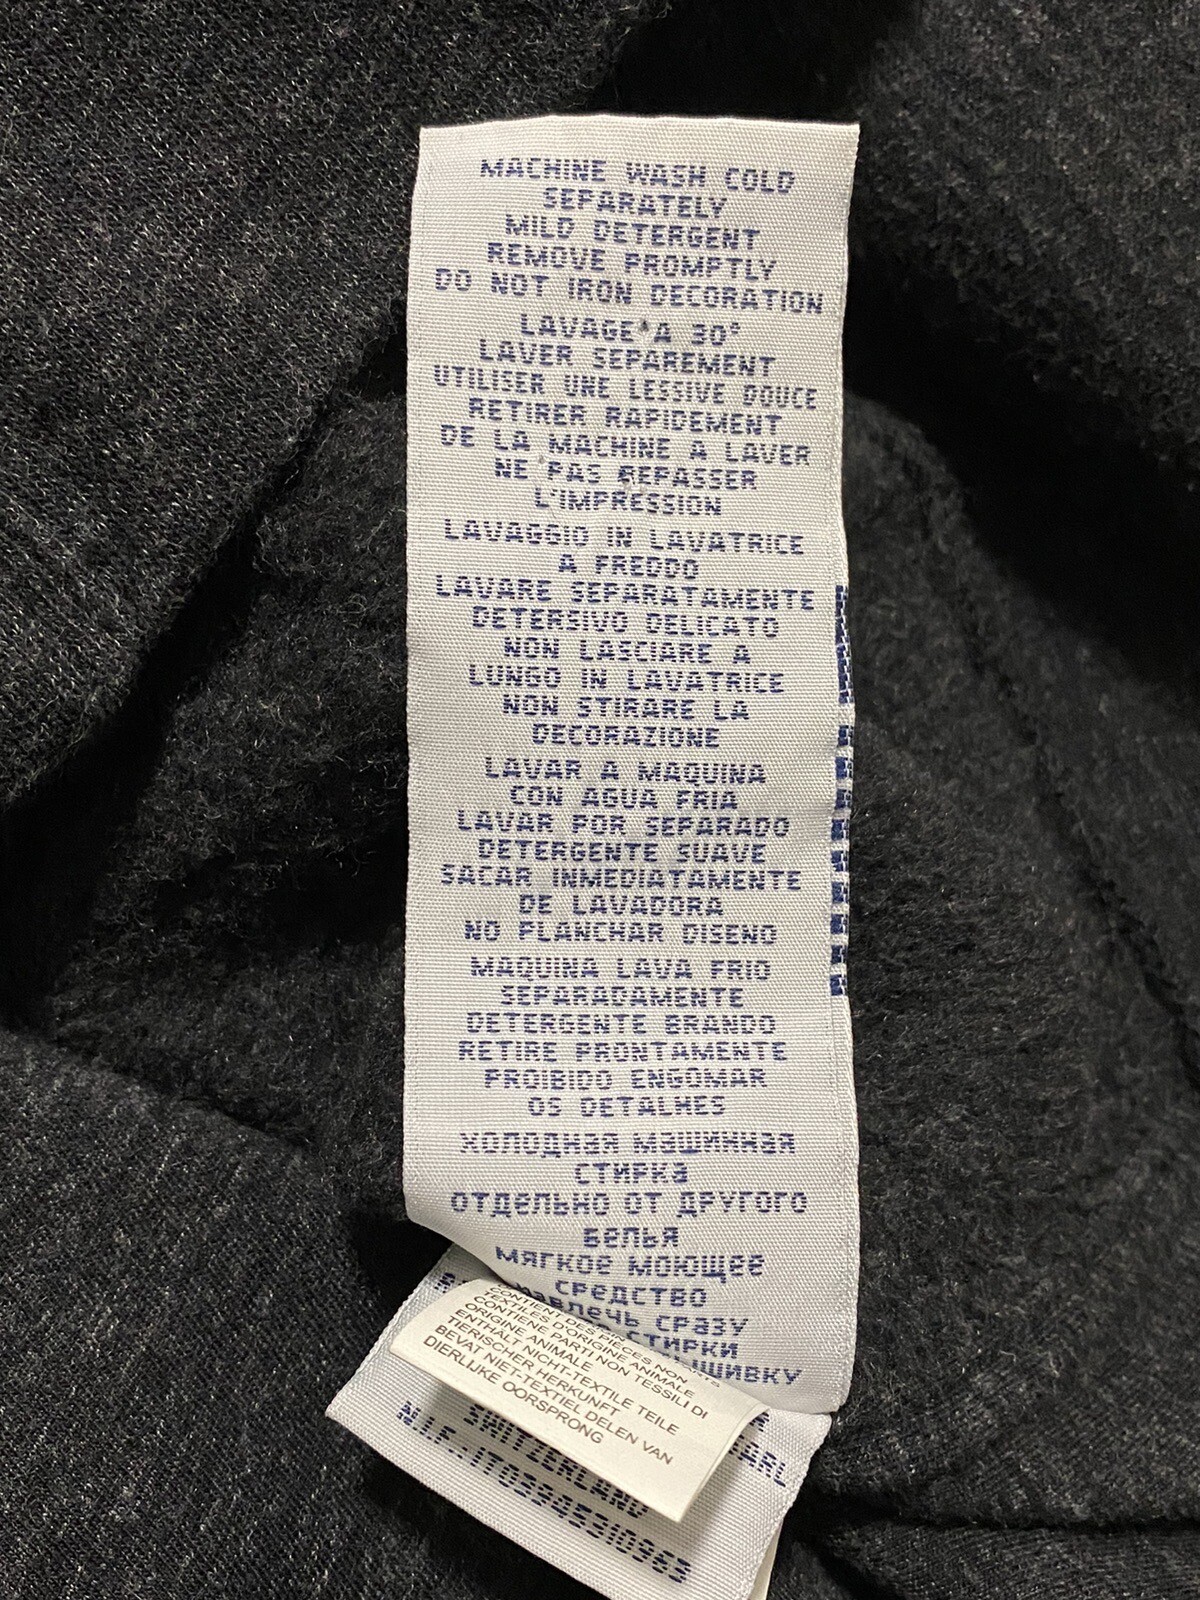 MACHINE WASH COLD
SEPARATELY
MILD DETERGENT
REMOVE PROMPTLY
DO NOT IRON DECORATION
LAVAGE A 30°
LAVER SEPAREMENT
UTILISER UNE LESSIVE DOUCE
RETIRER RAPIDEMENT
DE LA MACHINE A LAVER
NE PAS REPASSER
L'IMPRESSION
LAVAGGIO IN LAVATRICE
A FREDDO
LAVARE SEPARATAMENTE
DETERSIVO DELICATO
NON LASCIARE A
LUNGO IN LAVATRICE
NON STIRARE LA
DECORAZIONE
LAVAR A MAQUINA
CON AGUA FRIA
LAVAR POR SEPARADO
DETERGENTE SUAVE
SACAR INMEDIATAMENTE
DE LAVADORA
NO PLANCHAR DISENO
MAQUINA LAVA FRIO
SEPARADAMENTE
DETERGENTE BRANDO
RETIRE PRONTAMENTE
PROIBIDO ENGOMAR
OS DETALHES
ХОЛОДНАЯ МАШИННАЯ
СТИРКА
ОТДЕЛЬНО ОТ ДРУГОГО
БЕЛЬЯ
МЯГКОЕ МОЮЩЕЕ
СРЕДСТВО
СРАЗУ
СТИРКИ
CONTIENT DES PIÈCES NON
TEXTILES D'ORIGINE ANIMALE
CONTIENE PARTI NON TESSILI DI
ORIGINE ANIMALE
ENTHÄLT NICHT-TEXTILE TEILE
TIERISCHER HERKUNFT
BEVAT NIET-TEXTIEL DELEN VAN
DIERLIJKE OORSPRONG
SWITZERLAND
N.I.F.:IT03345510963